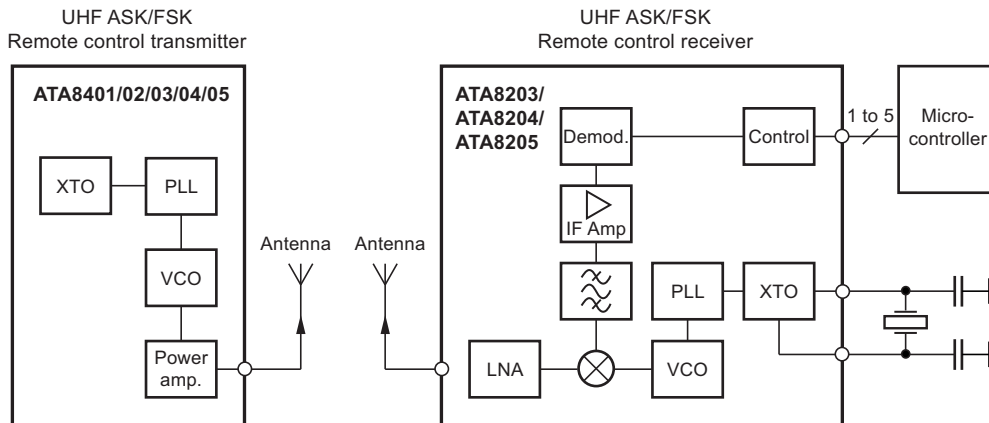 UHF ASK/FSK
Remote control transmitter
UHF ASK/FSK
Remote control receiver
ATA8401/02/03/04/05
XTO
PLL
VCO
Power
amp.
Antenna
Antenna
ATA8203/
ATA8204/
ATA8205
Demod.
Control
1 to 5
Micro-
controller
IF Amp
PLL
XTO
LNA
VCO